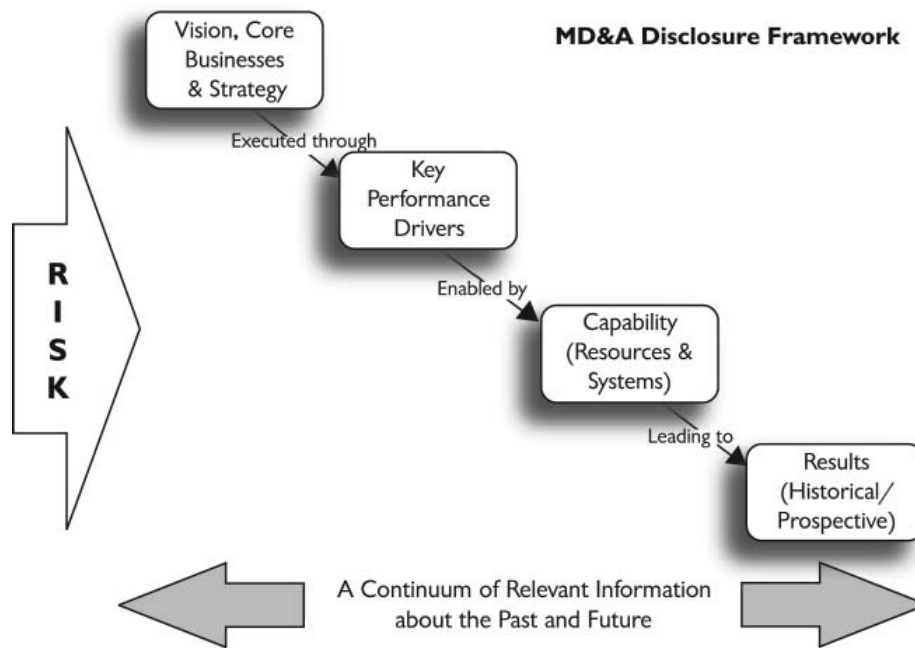 MD&A Disclosure Framework
Vision, Core
Businesses
& Strategy
Executed through
Key
Performance
Drivers
Enabled by
Capability
(Resources &
Systems)
Leading to
Results
(Historical/
Prospective)
R
I
S
K
A Continuum of Relevant Information
about the Past and Future